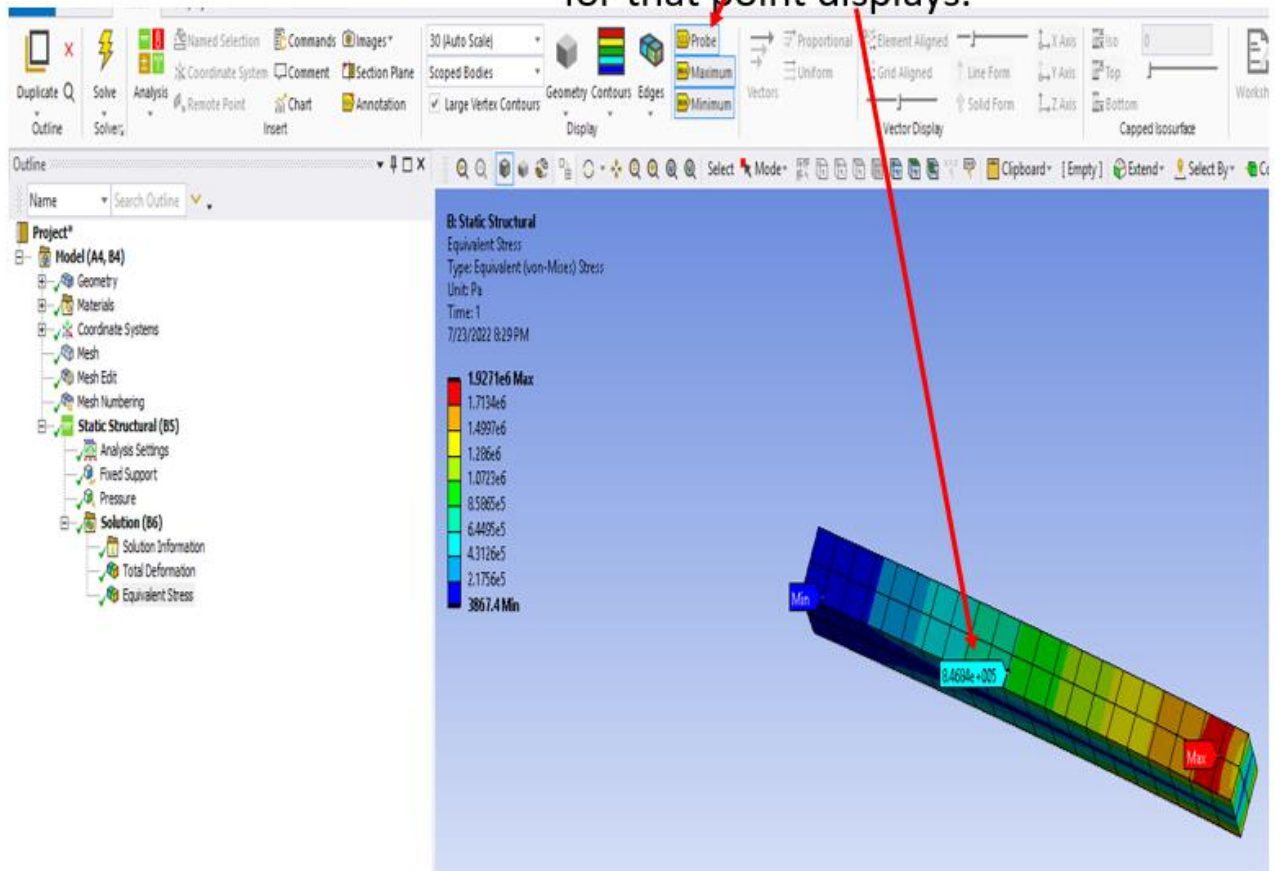 for that point displays.
Named Selection Commands Images* 30 (Auto Scale) Probe Proportional Element Aligned X Axis Iso 0
Coordinate System Comment Section Plane Scoped Bodies Maximum Uniform Grid Aligned Line Form Y Axis Top
Duplicate Q Solve Analysis Remote Point Chart Annotation Large Vertex Contours Geometry Contours Edges Minimum Vectors Solid Form Z Axis Bottom Worksh
Outline Solver Insert Display Vector Display Capped Isosurface
Outline
Select Mode Clipboard [Empty] Extend Select By Co
Name Search Outline
Project*
Model (A4, B4)
Geometry
Materials
Coordinate Systems
Mesh
Mesh Edit
Mesh Numbering
Static Structural (B5)
Analysis Settings
Fixed Support
Pressure
Solution (B6)
Solution Information
Total Deformation
Equivalent Stress
B: Static Structural
Equivalent Stress
Type: Equivalent (von-Mises) Stress
Unit: Pa
Time: 1
7/23/2022 8:29 PM
1.9271e6 Max
1.7134e6
1.4997e6
1.286e6
1.0723e6
8.5865e5
6.4495e5
4.3126e5
2.1756e5
3867.4 Min
Min
8.4684e+005
Max